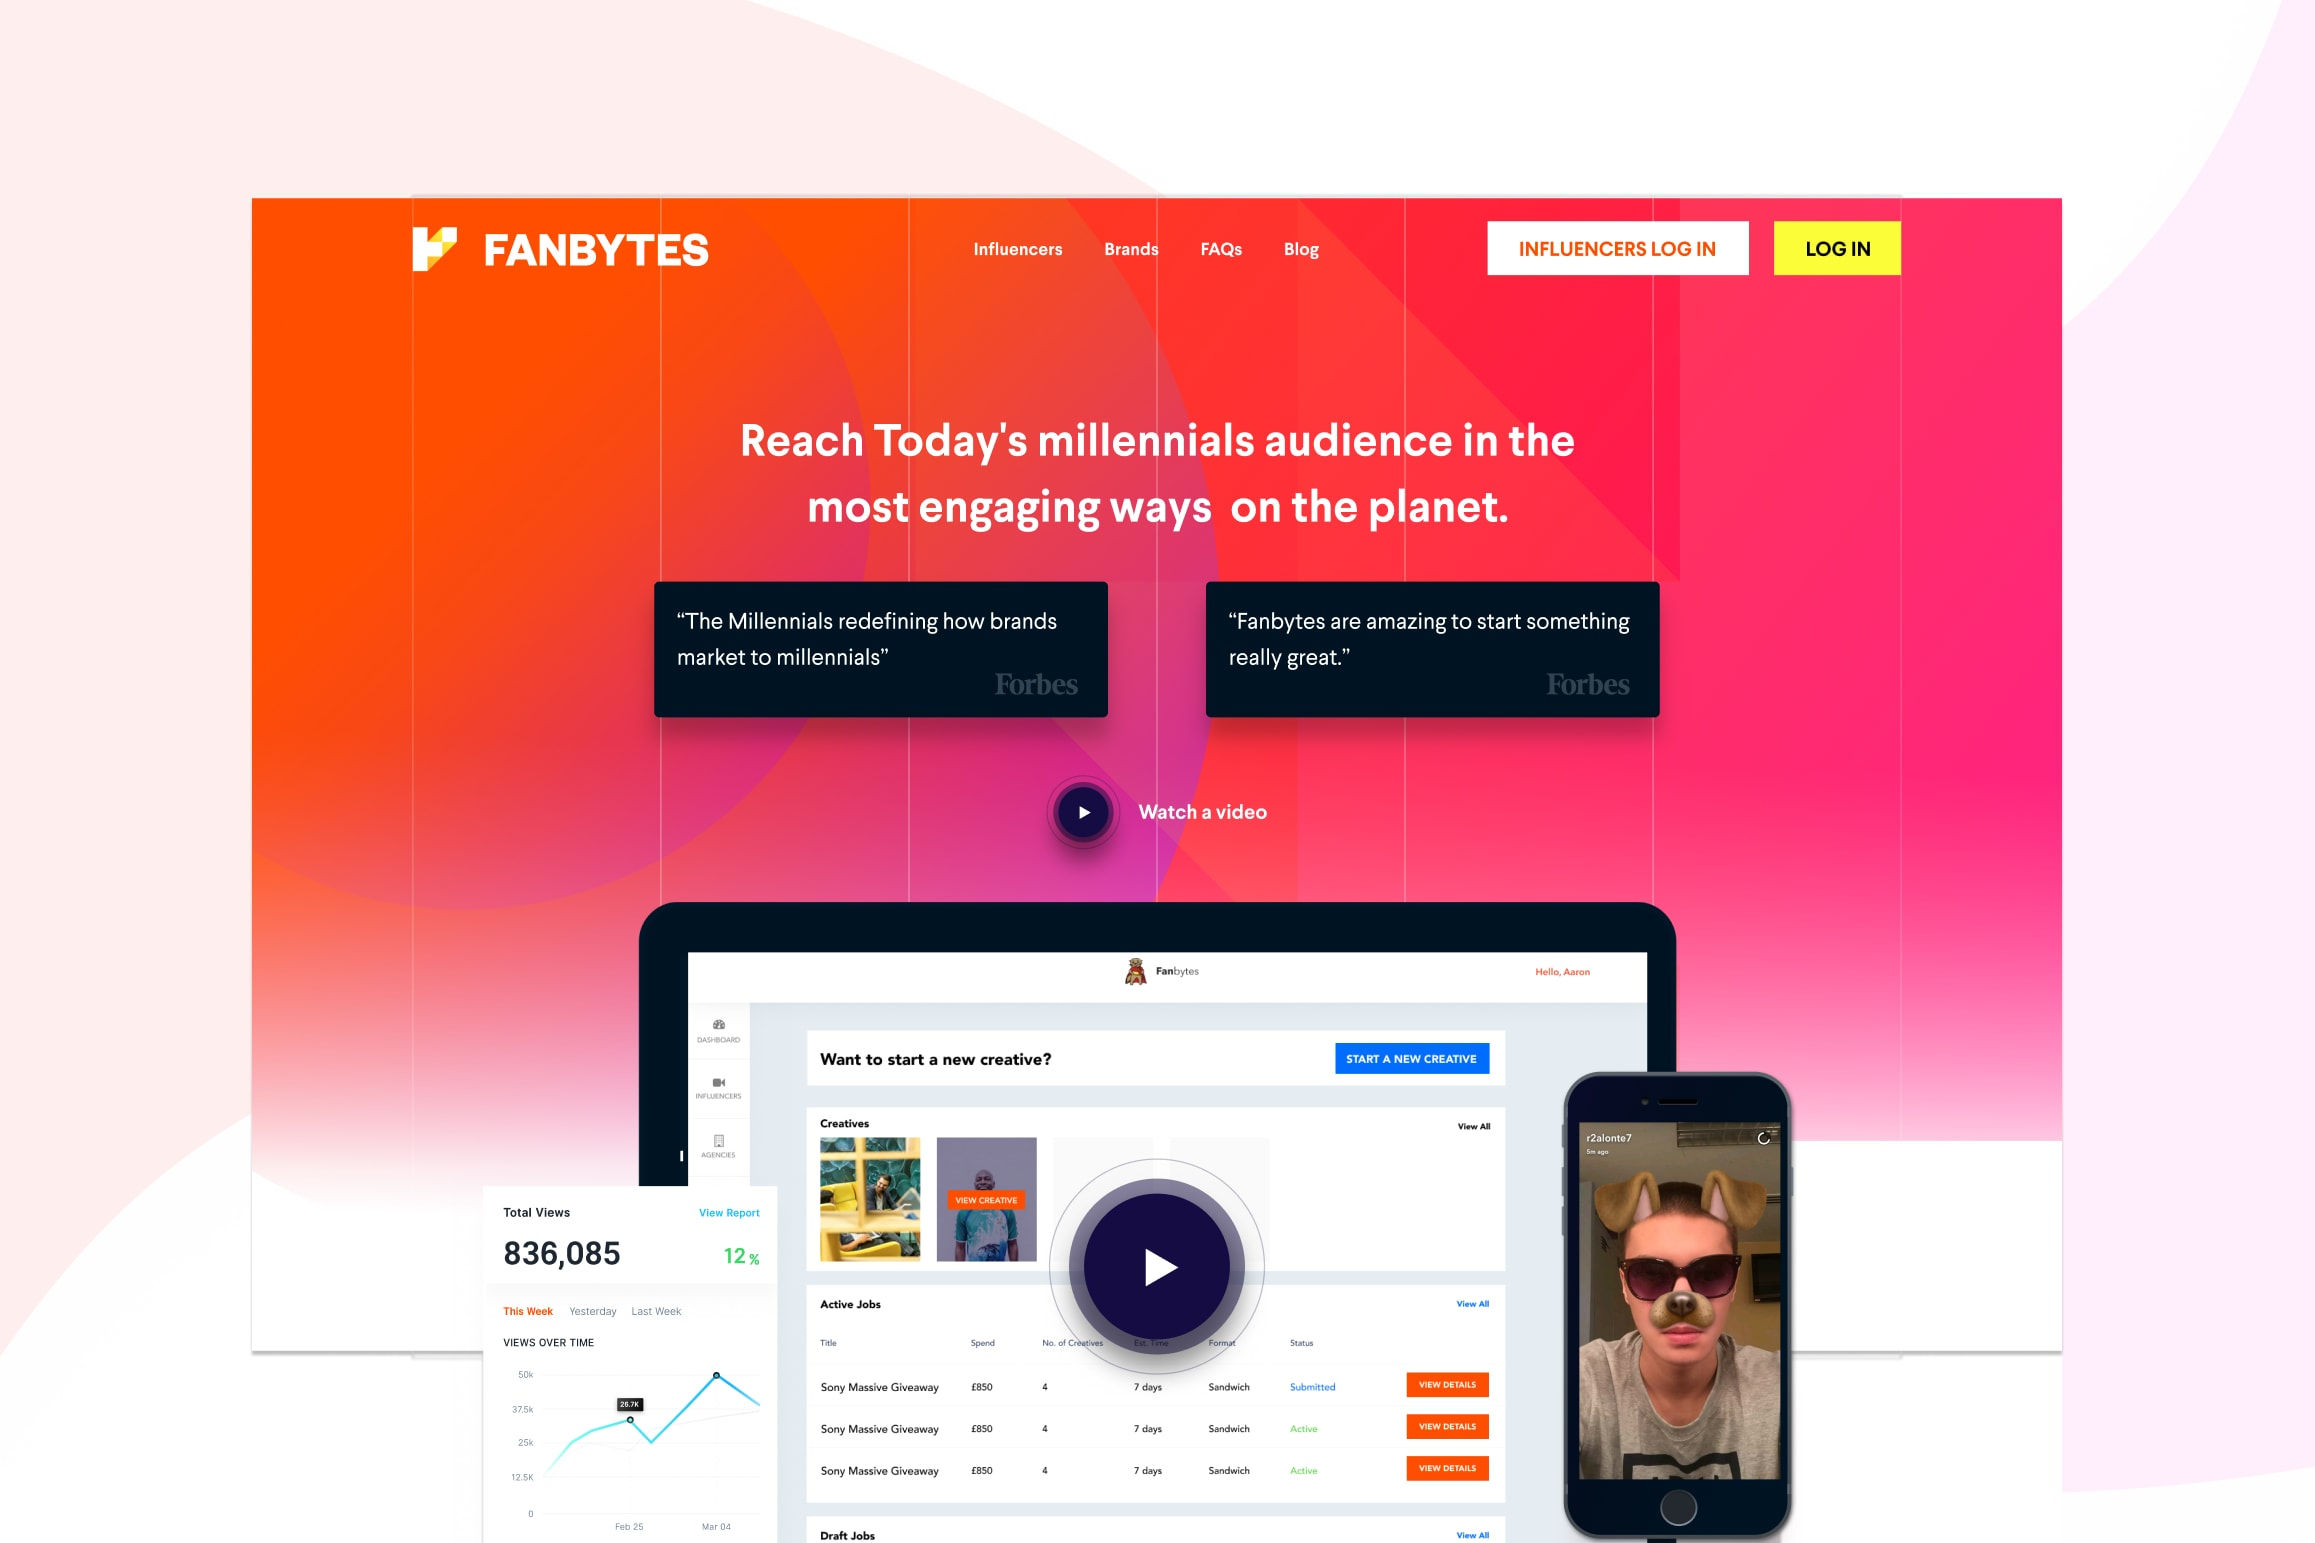 FANBYTES
Influencers
Brands
FAQs
Blog
INFLUENCERS LOG IN
LOG IN
Reach Today's millennials audience in the
most engaging ways  on the planet.
“The Millennials redefining how brands
market to millennials”
Forbes
“Fanbytes are amazing to start something
really great.”
Forbes
Watch a video
Fanbytes
Hello, Aaron
DASHBOARD
INFLUENCERS
AGENCIES
Want to start a new creative?
START A NEW CREATIVE
Creatives
View All
VIEW CREATIVE
Active Jobs
View All
Title
Spend
No. of Creatives
Est. Time
Format
Status
Sony Massive Giveaway
£850
4
7 days
Sandwich
Submitted
VIEW DETAILS
Sony Massive Giveaway
£850
4
7 days
Sandwich
Active
VIEW DETAILS
Sony Massive Giveaway
£850
4
7 days
Sandwich
Active
VIEW DETAILS
Draft Jobs
View All
Total Views
View Report
836,085
12 %
This Week
Yesterday
Last Week
VIEWS OVER TIME
50k
37.5k
25k
12.5K
0
26.7K
Feb 25
Mar 04
r2alonte7
5m ago